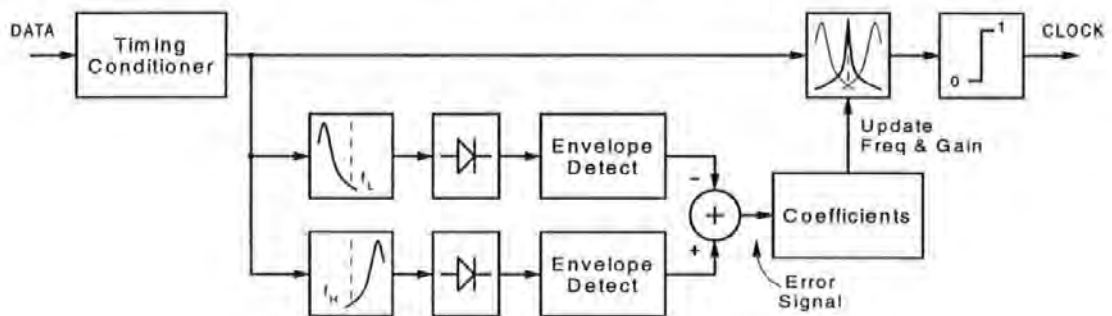 DATA
Timing
Conditioner
1
0
CLOCK
Update
Freq & Gain
f_L
Envelope
Detect
-
+
Coefficients
f_H
Envelope
Detect
+
Error
Signal